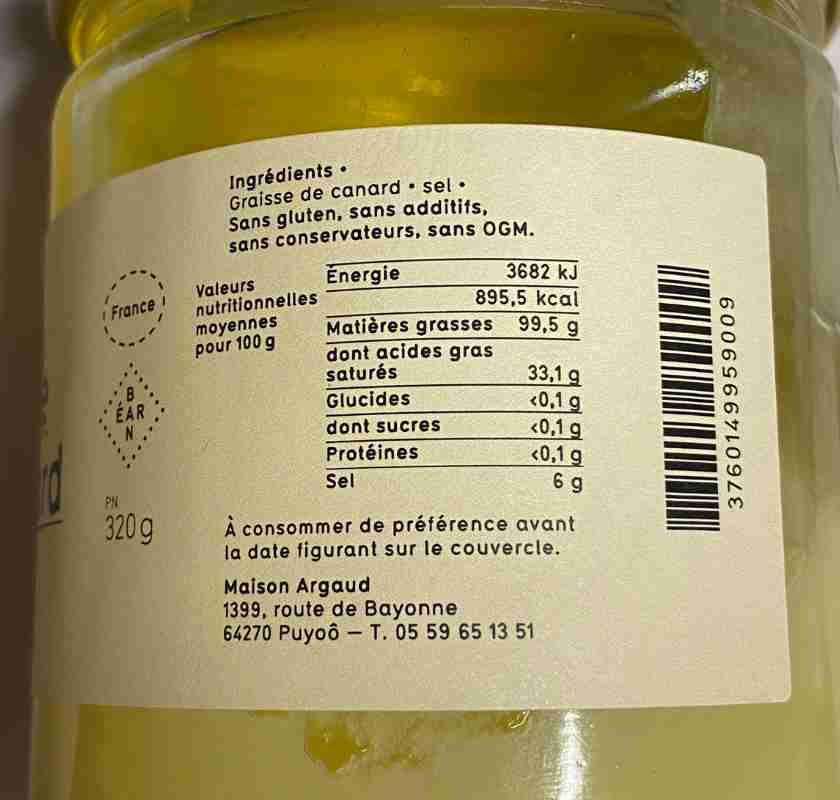 Ingrédients •
Graisse de canard • sel •
Sans gluten, sans additifs,
sans conservateurs, sans OGM.
Valeurs
nutritionnelles
moyennes
pour 100 g
Énergie 3682 kJ
895,5 kcal
Matières grasses 99,5 g
dont acides gras
saturés 33,1 g
Glucides <0,1 g
dont sucres <0,1 g
Protéines <0,1 g
Sel 6 g
France
B
ÉAR
N
PN
320g
À consommer de préférence avant
la date figurant sur le couvercle.
Maison Argaud
1399, route de Bayonne
64270 Puyoô – T. 05 59 65 13 51
3760149959009